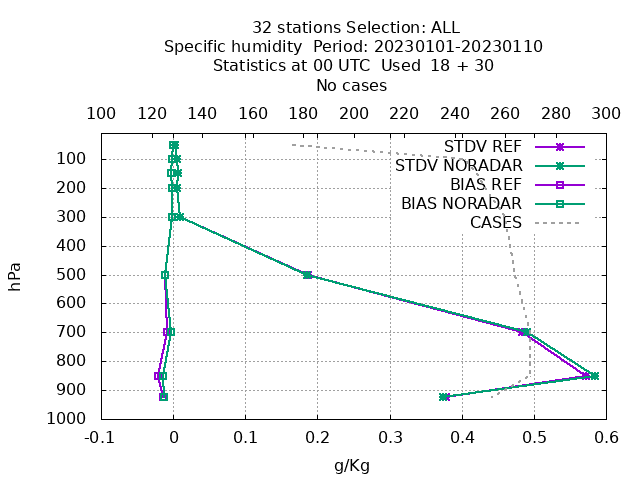 32 stations Selection: ALL
Specific humidity  Period: 20230101-20230110
Statistics at 00 UTC  Used  18 + 30
No cases
100 120 140 160 180 200 220 240 260 280 300
STDV REF
STDV NORADAR
BIAS REF
BIAS NORADAR
CASES
hPa
100
200
300
400
500
600
700
800
900
1000
-0.1 0 0.1 0.2 0.3 0.4 0.5 0.6
g/Kg